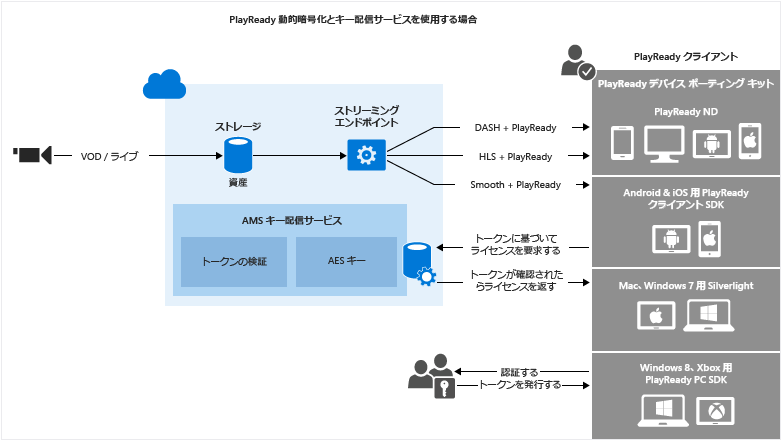 PlayReady 動的暗号化とキー配信サービスを使用する場合
PlayReady クライアント
PlayReady デバイス ポーティング キット
PlayReady ND
ストリーミング
エンドポイント
ストレージ
資産
VOD / ライブ
DASH + PlayReady
HLS + PlayReady
Smooth + PlayReady
Android & iOS 用 PlayReady
クライアント SDK
AMS キー配信サービス
トークンの検証
AES キー
トークンに基づいて
ライセンスを要求する
トークンが確認された
らライセンスを返す
Mac、Windows 7 用 Silverlight
認証する
トークンを発行する
Windows 8、Xbox 用
PlayReady PC SDK